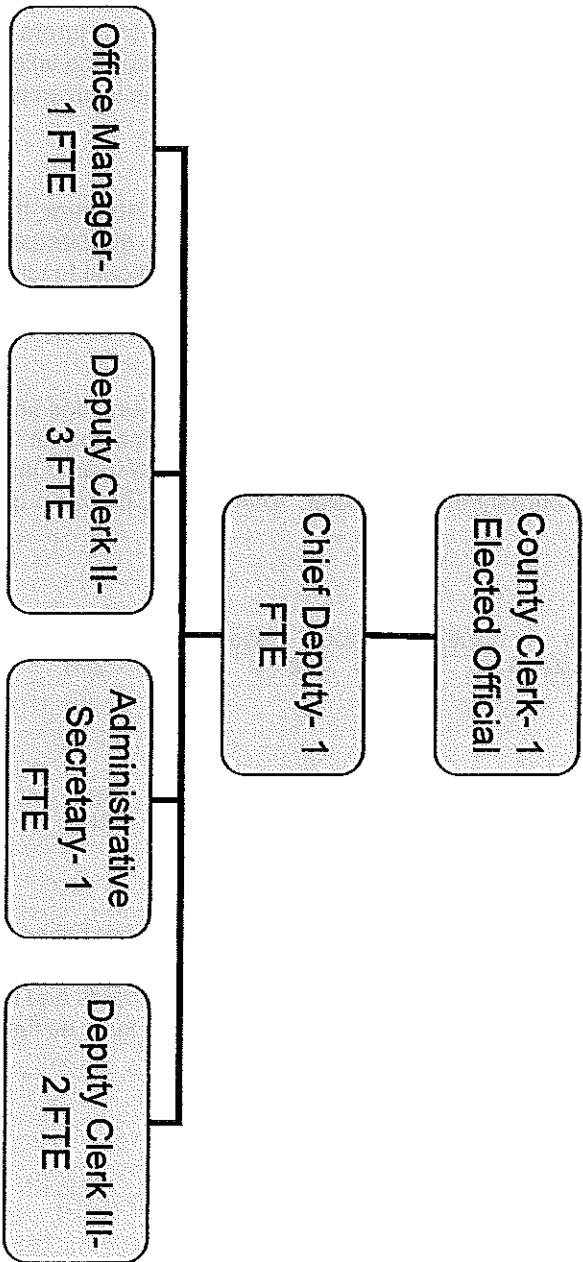 County Clerk- 1
Elected Official
Chief Deputy- 1
FTE
Office Manager-
1 FTE
Deputy Clerk II-
3 FTE
Administrative
Secretary- 1
FTE
Deputy Clerk III-
2 FTE